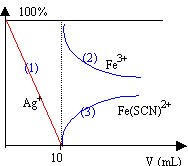 100%
(1)
(2)
Fe3+
Ag+
(3)
Fe(SCN)2+
10
V (mL)